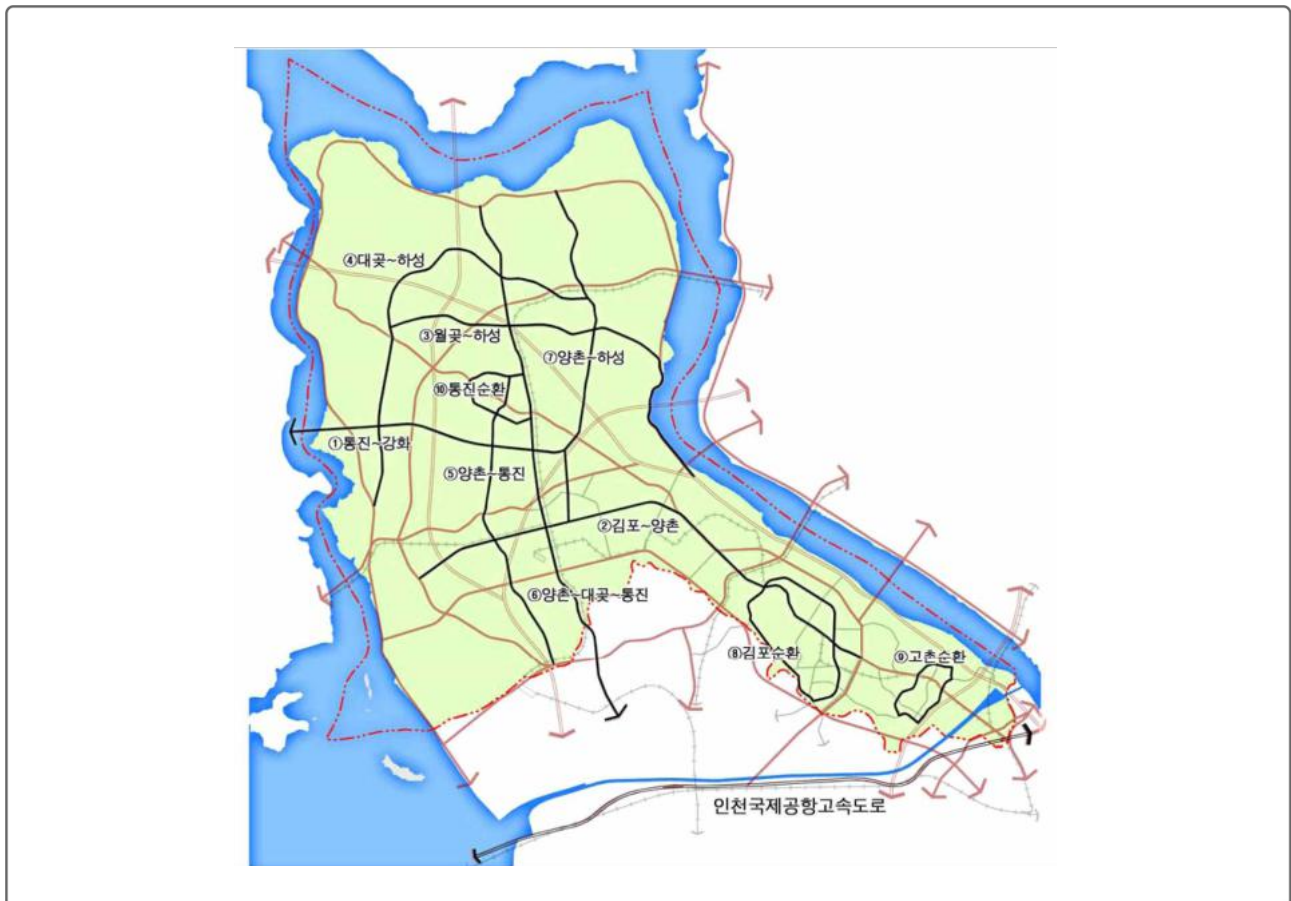 ④대곶~하성
③월곶~하성
⑦양촌~하성
⑩통진순환
①통진~강화
⑤양촌~통진
②김포~양촌
⑥양촌~대곶~통진
⑧김포순환
⑨고촌순환
인천국제공항고속도로